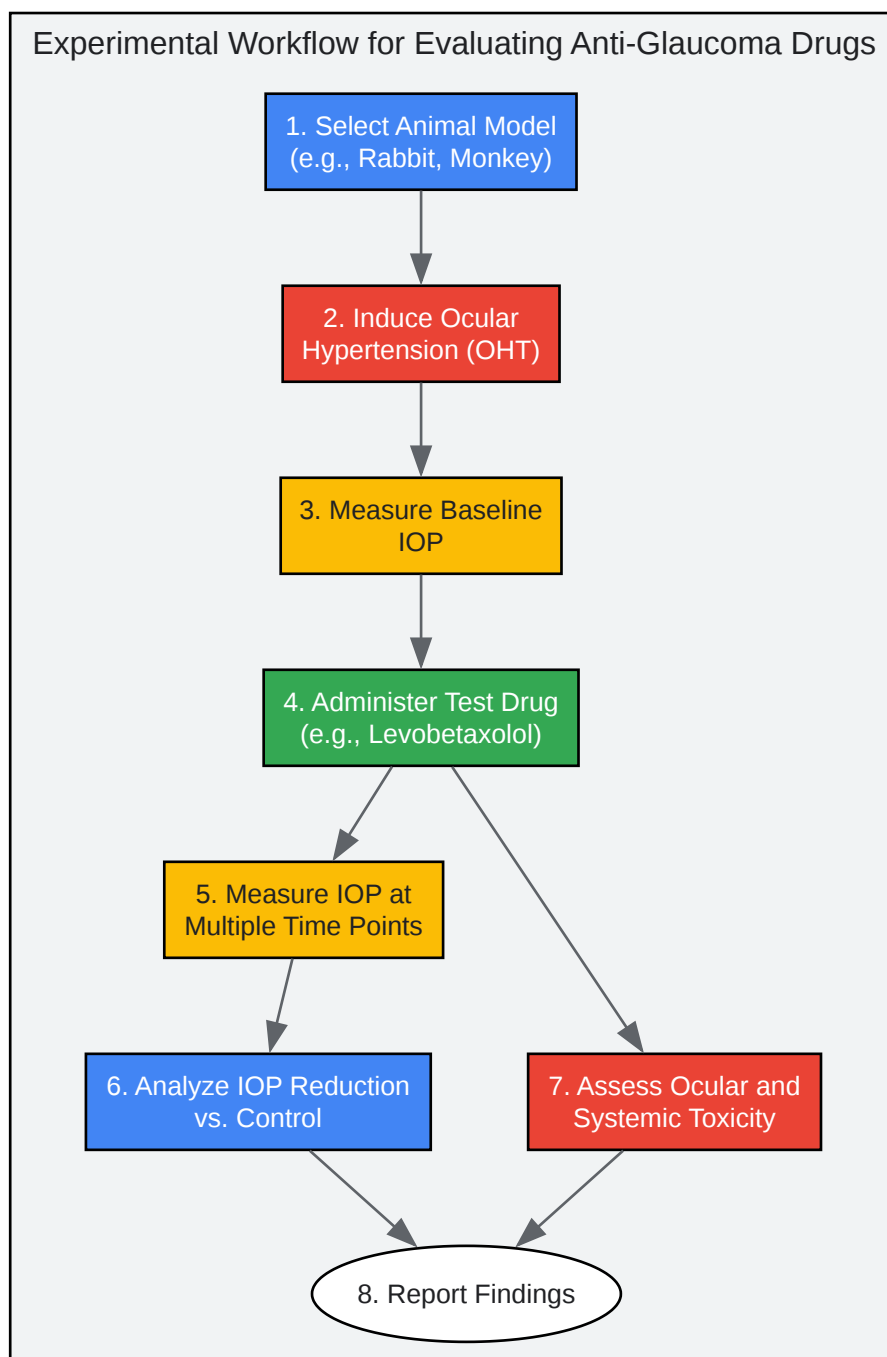 Experimental Workflow for Evaluating Anti-Glaucoma Drugs
1. Select Animal Model
(e.g., Rabbit, Monkey)
2. Induce Ocular
Hypertension (OHT)
3. Measure Baseline
IOP
4. Administer Test Drug
(e.g., Levobetaxolol)
5. Measure IOP at
Multiple Time Points
6. Analyze IOP Reduction
vs. Control
7. Assess Ocular and
Systemic Toxicity
8. Report Findings